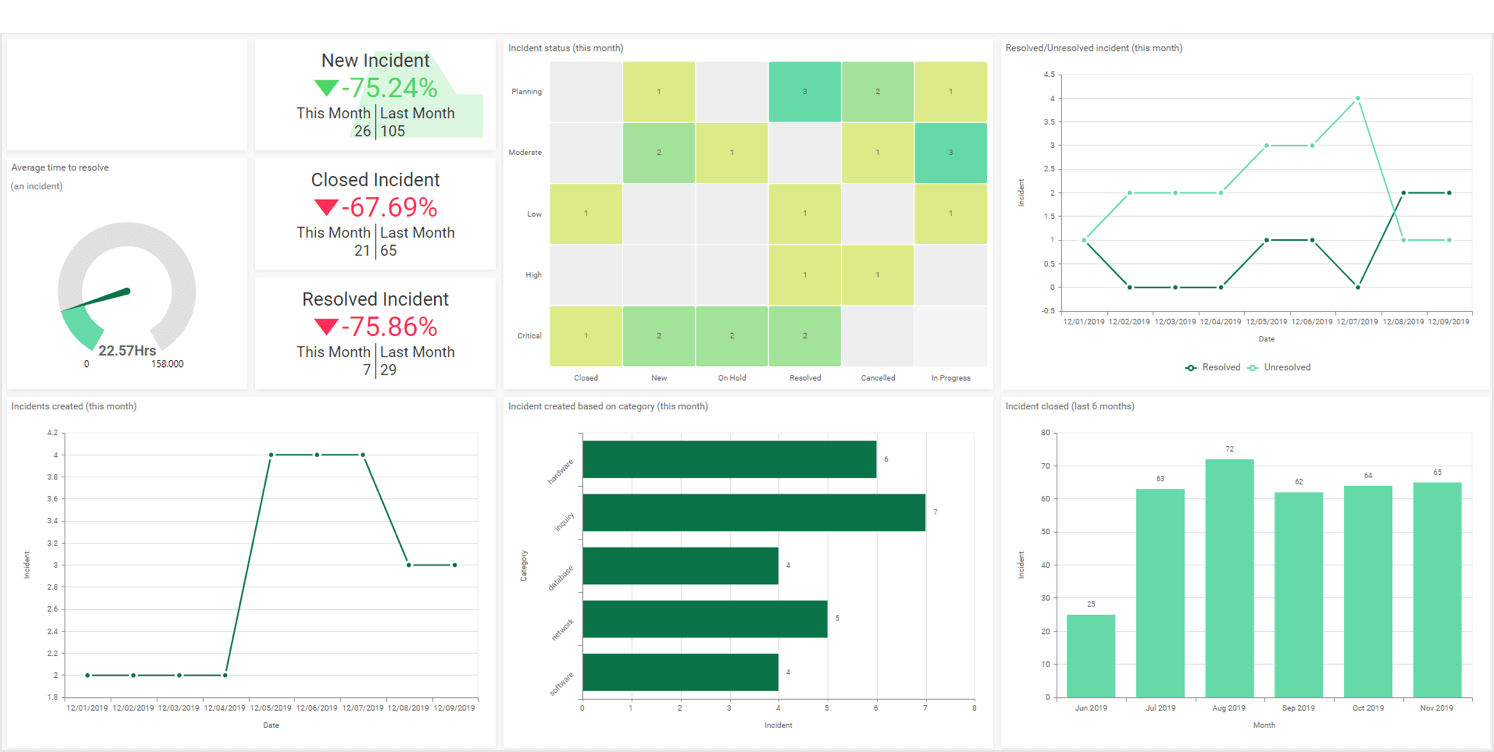 New Incident
-75.24%
This Month Last Month
26 105
Average time to resolve
(an incident)
22.57Hrs
0 158.000
Closed Incident
-67.69%
This Month Last Month
21 65
Resolved Incident
-75.86%
This Month Last Month
7 29
Incident status (this month)
Planning 1 3 2 1
Moderate 2 1 1 3
Low 1 1 1
High 1 1
Critical 1 2 2 2
Closed New On Hold Resolved Cancelled In Progress
Resolved/Unresolved incident (this month)
4.5
4
3.5
3
2.5
2
1.5
1
0.5
0
-0.5
Incident
12/01/2019 12/02/2019 12/03/2019 12/04/2019 12/05/2019 12/06/2019 12/07/2019 12/08/2019 12/09/2019
Date
Resolved Unresolved
Incidents created (this month)
4.2
4
3.8
3.6
3.4
3.2
3
2.8
2.6
2.4
2.2
2
1.8
Incident
12/01/2019 12/02/2019 12/03/2019 12/04/2019 12/05/2019 12/06/2019 12/07/2019 12/08/2019 12/09/2019
Date
Incident created based on category (this month)
Category
hardware 6
inquiry 7
database 4
network 5
software 4
0 1 2 3 4 5 6 7 8
Incident
Incident closed (last 6 months)
80
70
60
50
40
30
20
10
0
Incident
25 63 72 62 64 65
Jun 2019 Jul 2019 Aug 2019 Sep 2019 Oct 2019 Nov 2019
Month